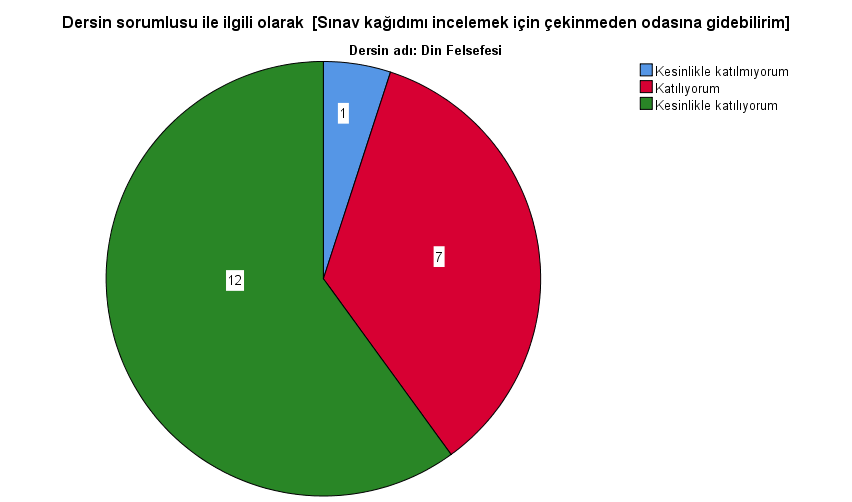 Dersin sorumlusu ile ilgili olarak [Sınav kağıdımı incelemek için çekinmeden odasına gidebilirim]
Dersin adı: Din Felsefesi
Kesinlikle katılmıyorum
Katılıyorum
Kesinlikle katılıyorum
1
7
12